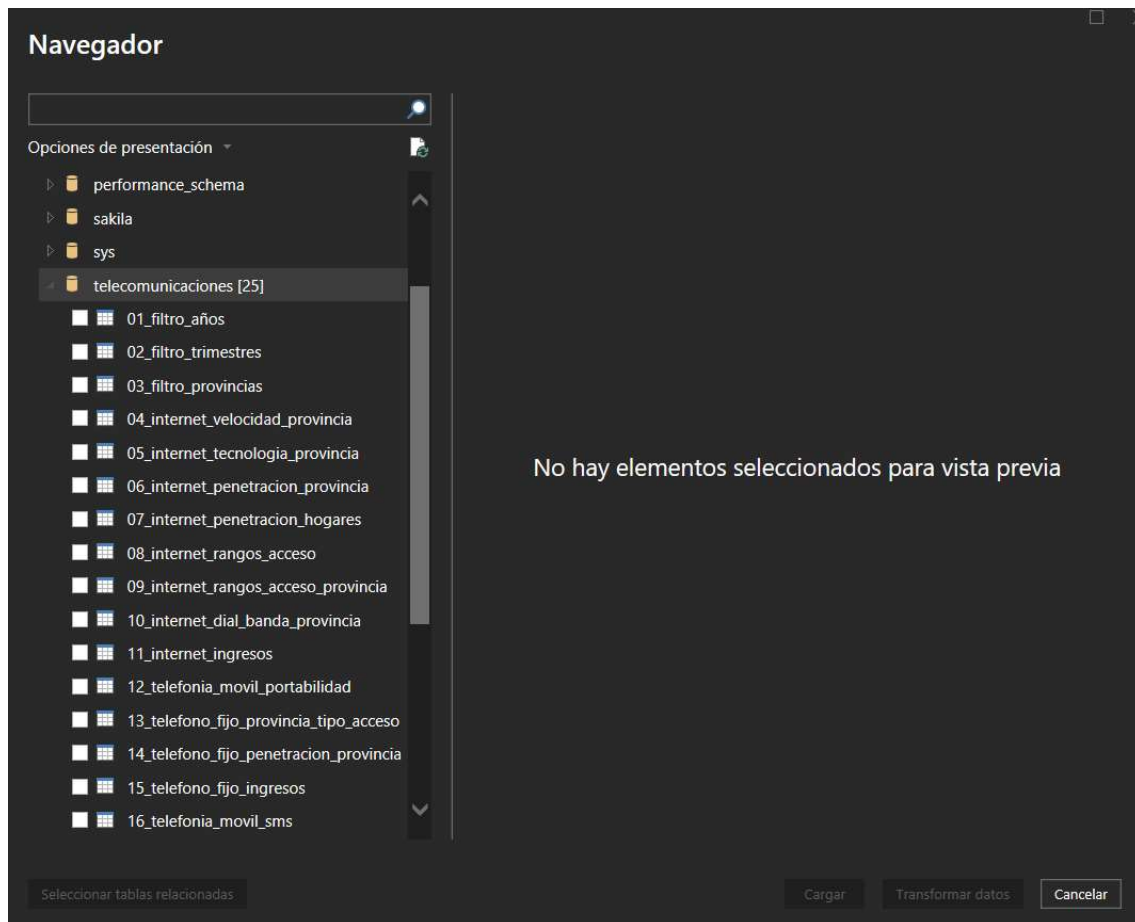 Navegador
Opciones de presentación
performance_schema
sakila
sys
telecomunicaciones [25]
01_filtro_años
02_filtro_trimestres
03_filtro_provincias
04_internet_velocidad_provincia
05_internet_tecnologia_provincia
06_internet_penetracion_provincia
07_internet_penetracion_hogares
08_internet_rangos_acceso
09_internet_rangos_acceso_provincia
10_internet_dial_banda_provincia
11_internet_ingresos
12_telefonia_movil_portabilidad
13_telefono_fijo_provincia_tipo_acceso
14_telefono_fijo_penetracion_provincia
15_telefono_fijo_ingresos
16_telefonia_movil_sms
No hay elementos seleccionados para vista previa
Seleccionar tablas relacionadas
Cargar
Transformar datos
Cancelar